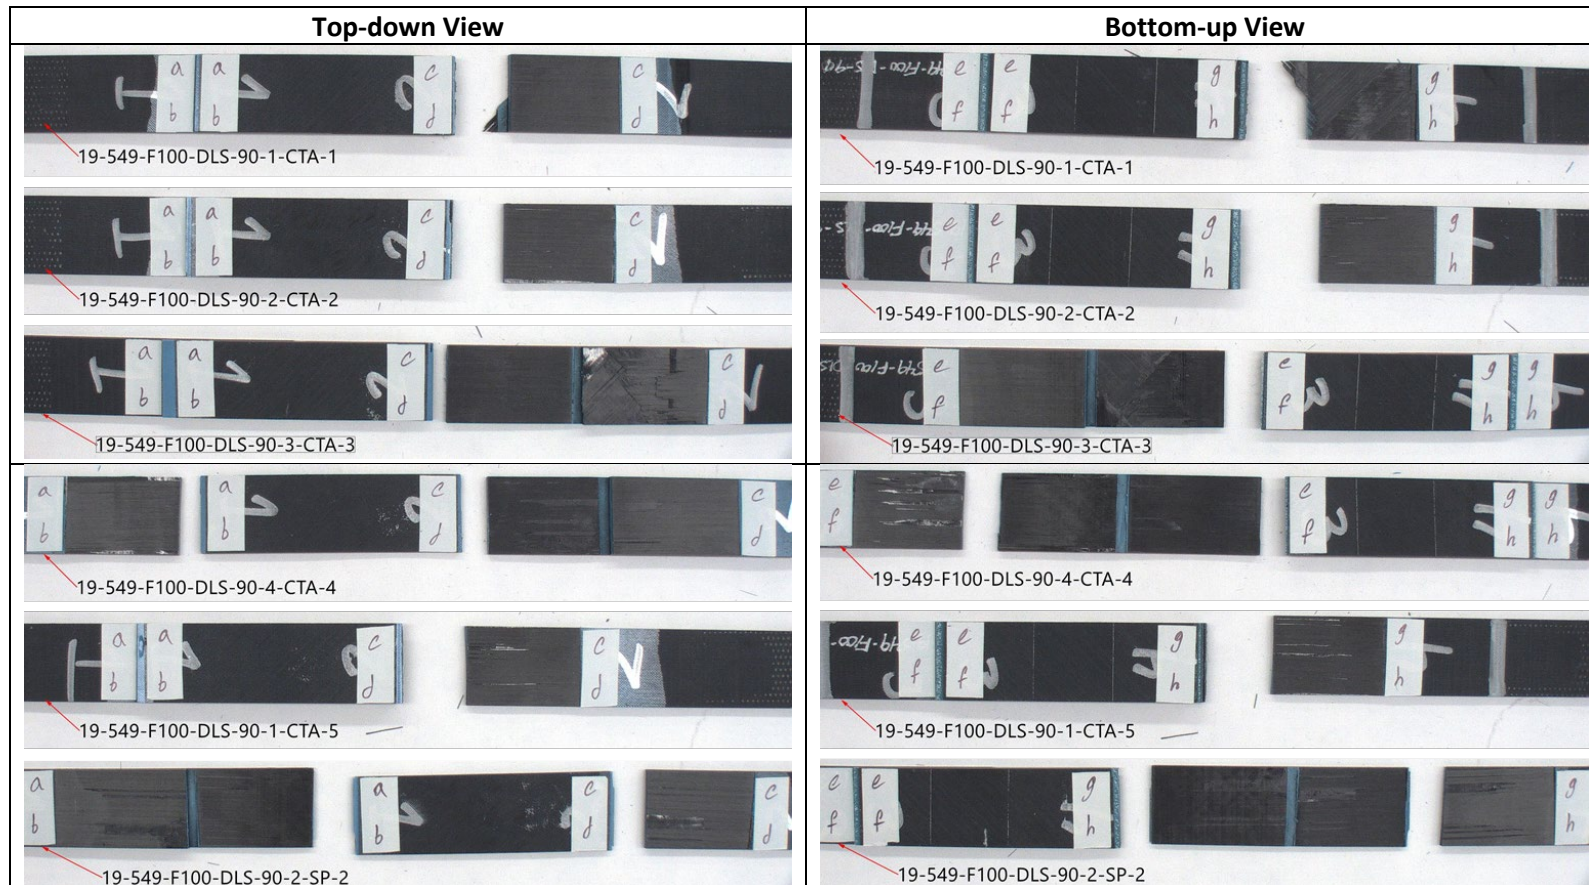 Top-down View
Bottom-up View
a a c c
b b d d
19-549-F100-DLS-90-1-CTA-1
e e g g
f f h h
19-549-F100-DLS-90-1-CTA-1
a a c c
b b d d
19-549-F100-DLS-90-2-CTA-2
e e g g
f f h h
19-549-F100-DLS-90-2-CTA-2
a a c c
b b d d
19-549-F100-DLS-90-3-CTA-3
e e g g
f f h h
19-549-F100-DLS-90-3-CTA-3
a a c c
b b d d
19-549-F100-DLS-90-4-CTA-4
e e g g
f f h h
19-549-F100-DLS-90-4-CTA-4
a a c c
b b d d
19-549-F100-DLS-90-1-CTA-5
e e g g
f f h h
19-549-F100-DLS-90-1-CTA-5
a a c c
b b d d
19-549-F100-DLS-90-2-SP-2
e e g g
f f h h
19-549-F100-DLS-90-2-SP-2